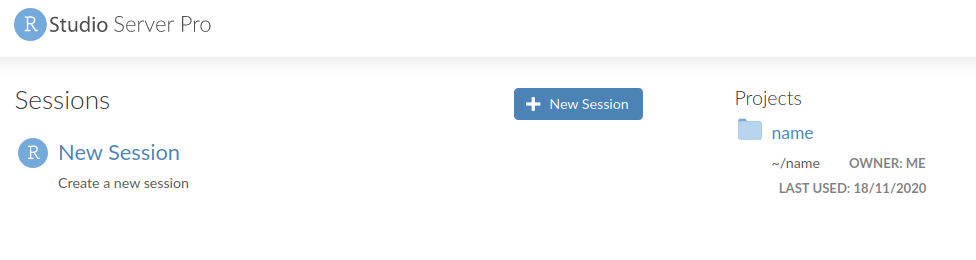 R Studio Server Pro
Sessions
+ New Session
R New Session
Create a new session
Projects
name
~/name OWNER: ME
LAST USED: 18/11/2020